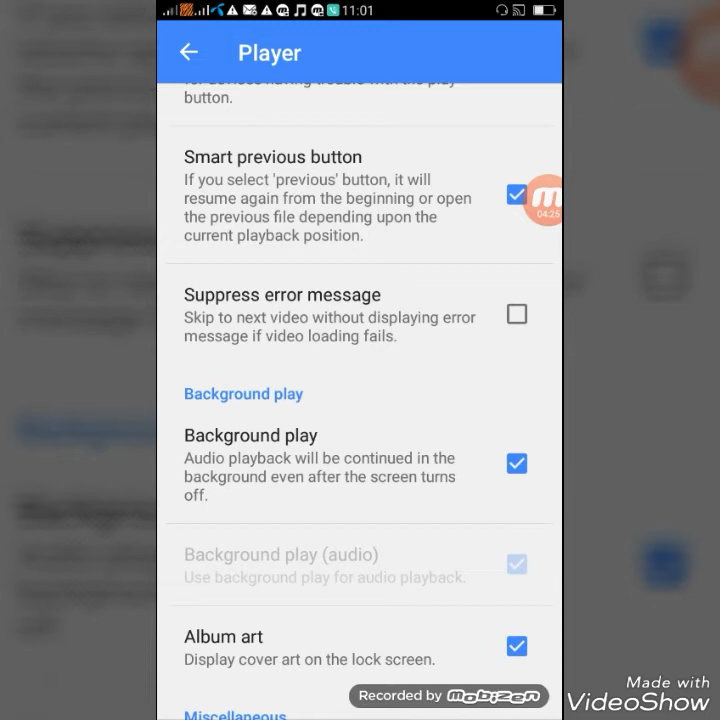 11:01
Player
for devices having trouble with the play
button.
Smart previous button
If you select 'previous' button, it will
resume again from the beginning or open
the previous file depending upon the
current playback position.
04:25
Suppress error message
Skip to next video without displaying error
message if video loading fails.
Background play
Background play
Audio playback will be continued in the
background even after the screen turns
off.
Background play (audio)
Use background play for audio playback.
Album art
Display cover art on the lock screen.
Recorded by mobizen
Miscellaneous
Made with
VideoShow